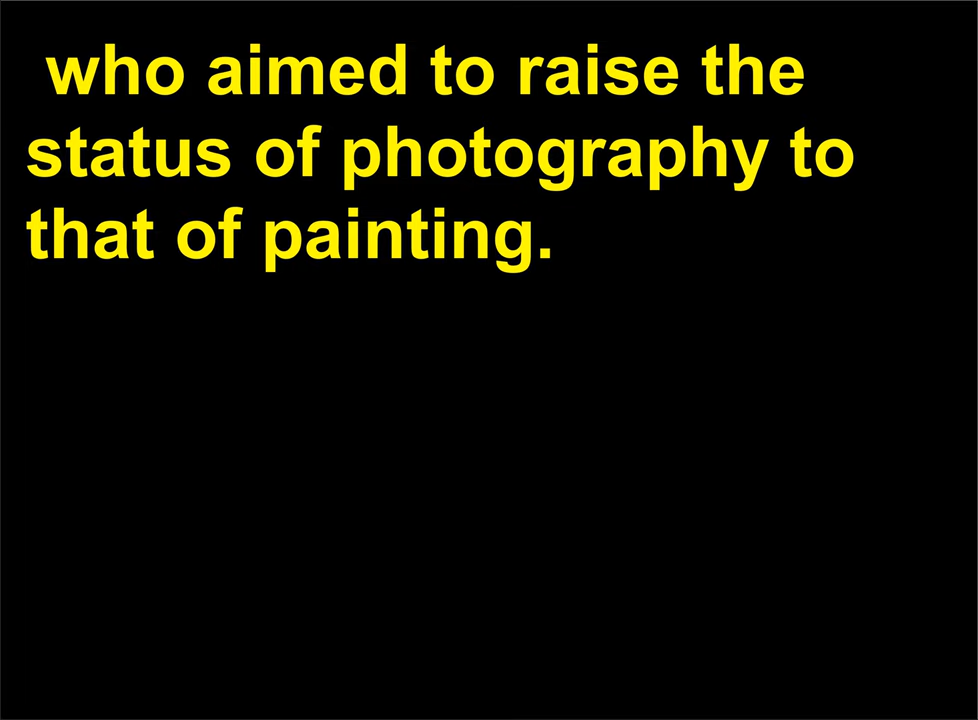 who aimed to raise the
status of photography to
that of painting.